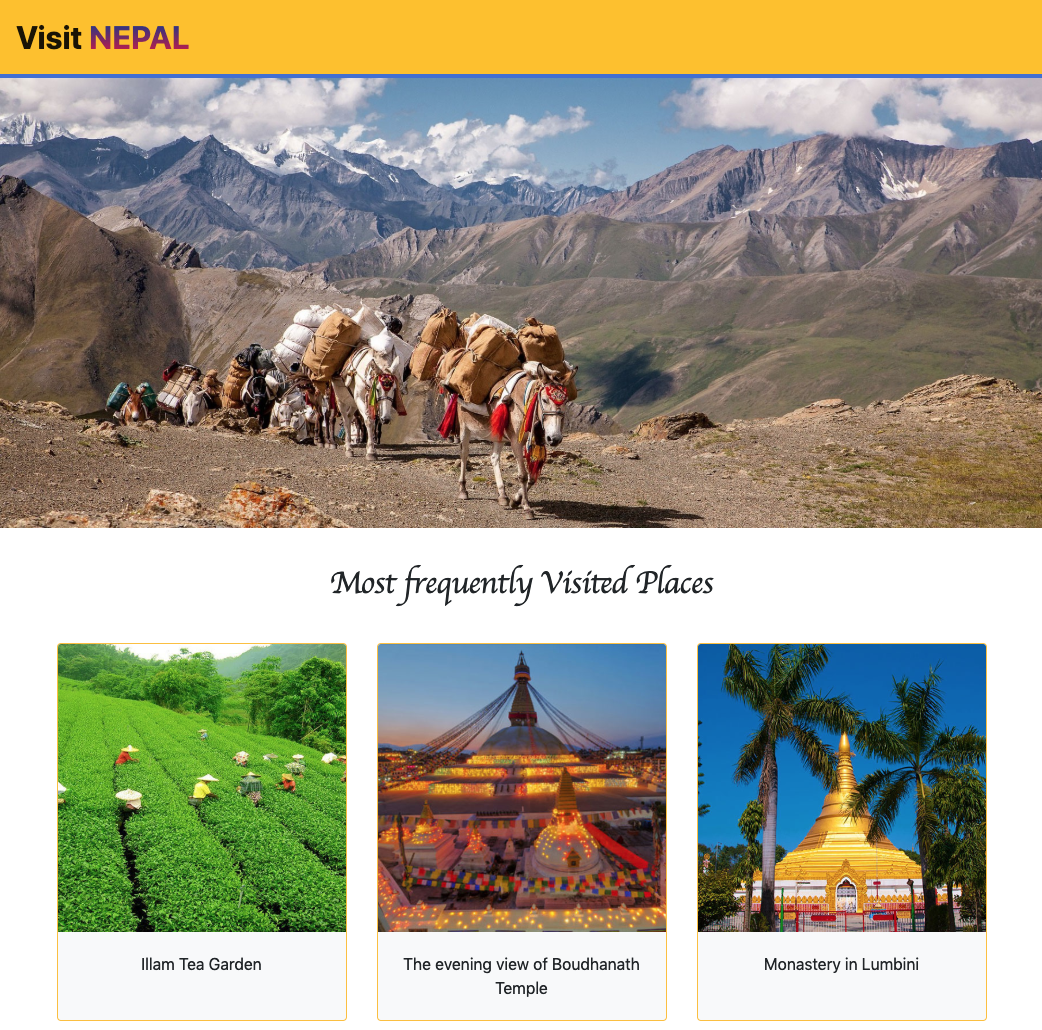 Visit NEPAL
Most frequently Visited Places
Illam Tea Garden
The evening view of Boudhanath
Temple
Monastery in Lumbini